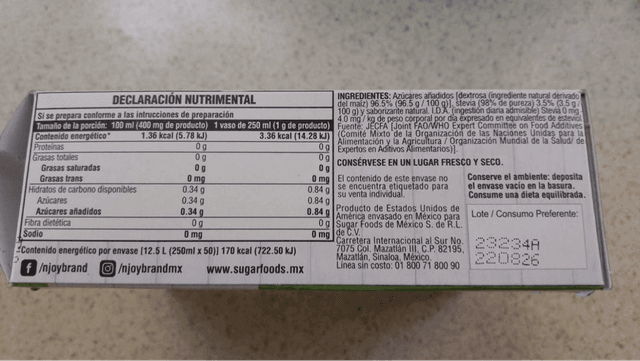 DECLARACIÓN NUTRIMENTAL
Si se prepara conforme a las intrucciones de preparación
Tamaño de la porción: 100 ml (400 mg de producto) 1 vaso de 250 ml (1 g de producto)
Contenido energético* 1.36 kcal (5.78 kJ) 3.36 kcal (14.28 kJ)
Proteínas 0 g 0 g
Grasas totales 0 g 0 g
Grasas saturadas 0 g 0 g
Grasas trans 0 mg 0 mg
Hidratos de carbono disponibles 0.34 g 0.84 g
Azúcares 0.34 g 0.84 g
Azúcares añadidos 0.34 g 0.84 g
Fibra dietética 0 g 0 g
Sodio 0 mg 0 mg
*Contenido energético por envase [12.5 L (250ml x 50)] 170 kcal (722.50 kJ)
/njoybrand /njoybrandmx www.sugarfoods.mx
INGREDIENTES: Azúcares añadidos [dextrosa (ingrediente natural derivado
del maíz) 96.5% (96.5 g / 100 g)], stevia (98% de pureza) 3.5% (3.5 g /
100 g) y saborizante natural. I.D.A. (ingestión diaria admisible) Stevia 0 mg -
4.0 mg / kg de peso corporal por día expresado en equivalentes de esteviol
Fuente: JECFA [Joint FAO/WHO Expert Committee on Food Additives
(Comité Mixto de la Organización de las Naciones Unidas para la
Alimentación y la Agricultura / Organización Mundial de la Salud/ de
Expertos en Aditivos Alimentarios)].
CONSÉRVESE EN UN LUGAR FRESCO Y SECO.
El contenido de este envase no
se encuentra etiquetado para
su venta individual.
Producto de Estados Unidos de
América envasado en México para
Sugar Foods de México S. de R.L.
de C.V.
Carretera Internacional al Sur No.
7075 Col. Mazatlán III, C.P. 82195,
Mazatlán, Sinaloa, México.
Línea sin costo: 01 800 71 800 90
Conserve el ambiente: deposita
el envase vacío en la basura.
Consume una dieta equilibrada.
Lote / Consumo Preferente:
23234A
220826